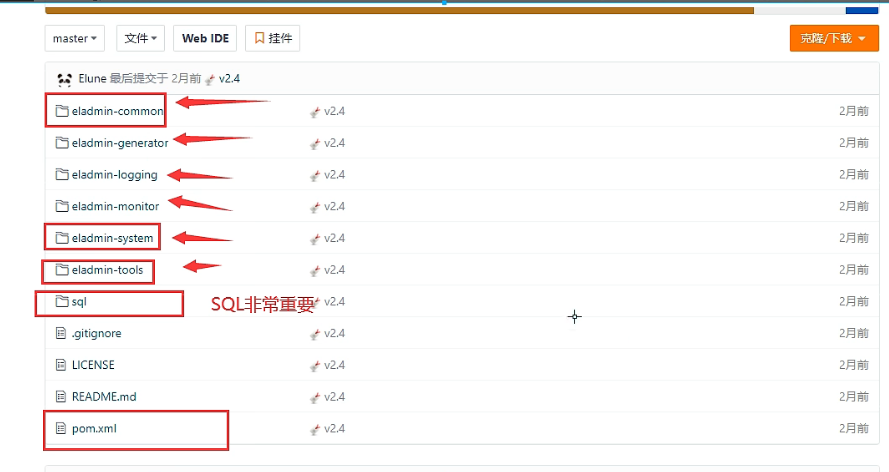 master 文件 Web IDE 挂件 克隆/下载
Elune 最后提交于 2月前 v2.4
eladmin-common v2.4 2月前
eladmin-generator v2.4 2月前
eladmin-logging v2.4 2月前
eladmin-monitor v2.4 2月前
eladmin-system v2.4 2月前
eladmin-tools v2.4 2月前
sql SQL非常重要 v2.4 2月前
.gitignore v2.4 2月前
LICENSE v2.4 2月前
README.md v2.4 2月前
pom.xml v2.4 2月前